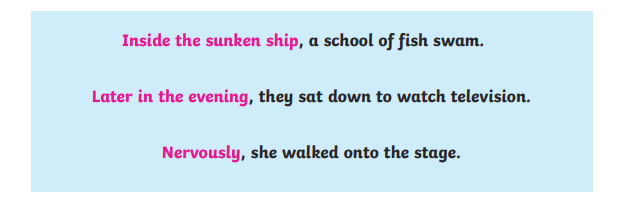 Inside the sunken ship, a school of fish swam.
Later in the evening, they sat down to watch television.
Nervously, she walked onto the stage.